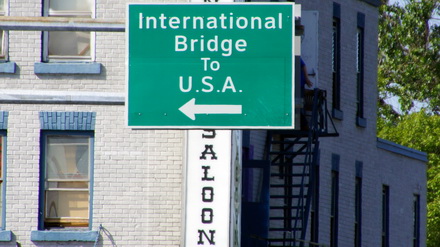 International
Bridge
To
U.S.A.
SALOON